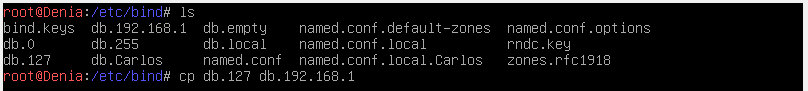 root@Denia:/etc/bind# ls
bind.keys  db.192.168.1  db.empty    named.conf.default-zones  named.conf.options
db.0       db.255        db.local    named.conf.local          rndc.key
db.127     db.Carlos     named.conf  named.conf.local.Carlos   zones.rfc1918
root@Denia:/etc/bind# cp db.127 db.192.168.1